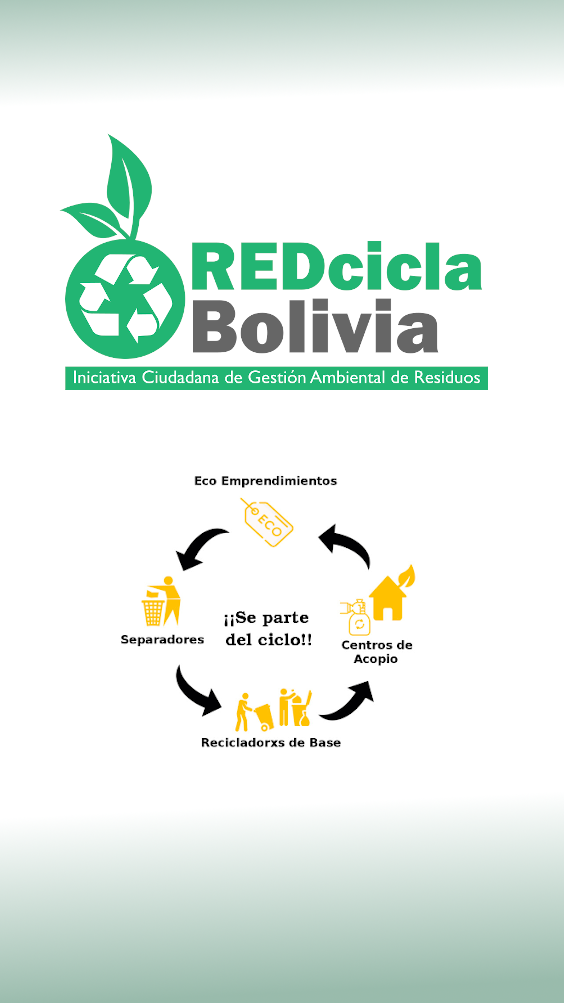 REDcicla
Bolivia
Iniciativa Ciudadana de Gestión Ambiental de Residuos
Eco Emprendimientos
ECO
¡¡Se parte
del ciclo!!
Separadores
Centros de
Acopio
Recicladorxs de Base